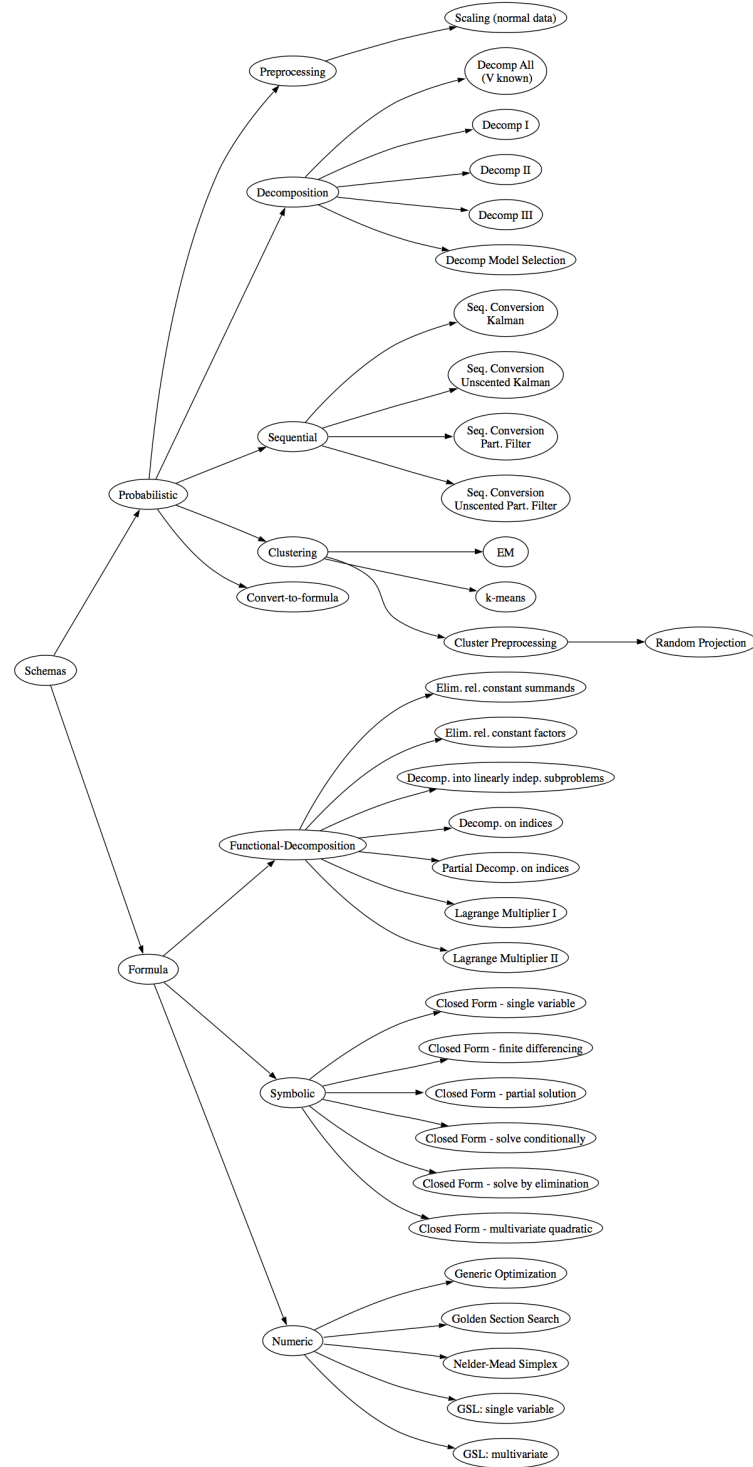 Scaling (normal data)
Preprocessing
Decomp All
(V known)
Decomp I
Decomposition
Decomp II
Decomp III
Decomp Model Selection
Seq. Conversion
Kalman
Seq. Conversion
Unscented Kalman
Sequential
Seq. Conversion
Part. Filter
Probabilistic
Seq. Conversion
Unscented Part. Filter
Clustering
EM
Convert-to-formula
k-means
Cluster Preprocessing
Random Projection
Schemas
Elim. rel. constant summands
Elim. rel. constant factors
Decomp. into linearly indep. subproblems
Decomp. on indices
Functional-Decomposition
Partial Decomp. on indices
Lagrange Multiplier I
Lagrange Multiplier II
Formula
Closed Form - single variable
Closed Form - finite differencing
Symbolic
Closed Form - partial solution
Closed Form - solve conditionally
Closed Form - solve by elimination
Closed Form - multivariate quadratic
Generic Optimization
Golden Section Search
Numeric
Nelder-Mead Simplex
GSL: single variable
GSL: multivariate